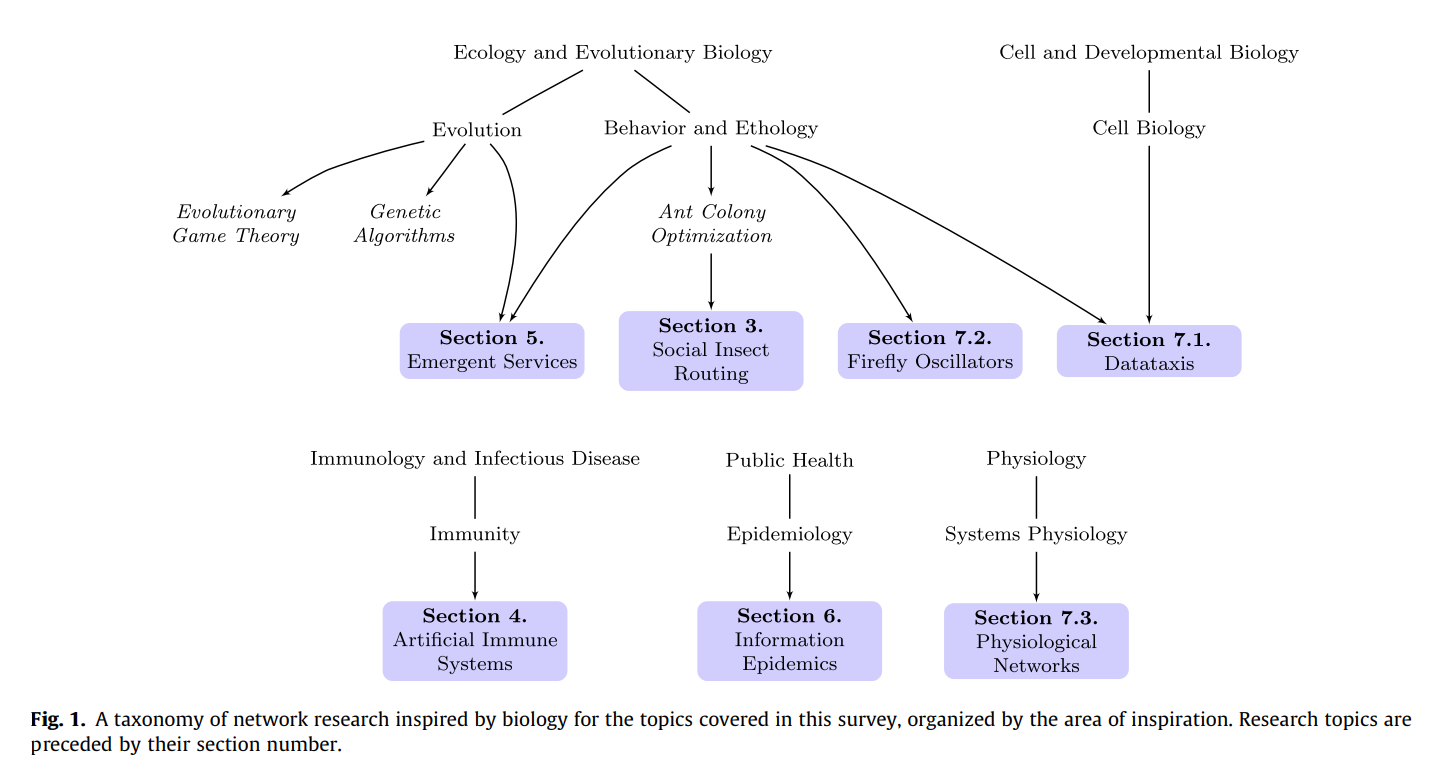 Ecology and Evolutionary Biology
Cell and Developmental Biology
Evolution
Behavior and Ethology
Cell Biology
Evolutionary
Game Theory
Genetic
Algorithms
Ant Colony
Optimization
Section 5.
Emergent Services
Section 3.
Social Insect
Routing
Section 7.2.
Firefly Oscillators
Section 7.1.
Datataxis
Immunology and Infectious Disease
Public Health
Physiology
Immunity
Epidemiology
Systems Physiology
Section 4.
Artificial Immune
Systems
Section 6.
Information
Epidemics
Section 7.3.
Physiological
Networks
Fig. 1. A taxonomy of network research inspired by biology for the topics covered in this survey, organized by the area of inspiration. Research topics are
preceded by their section number.